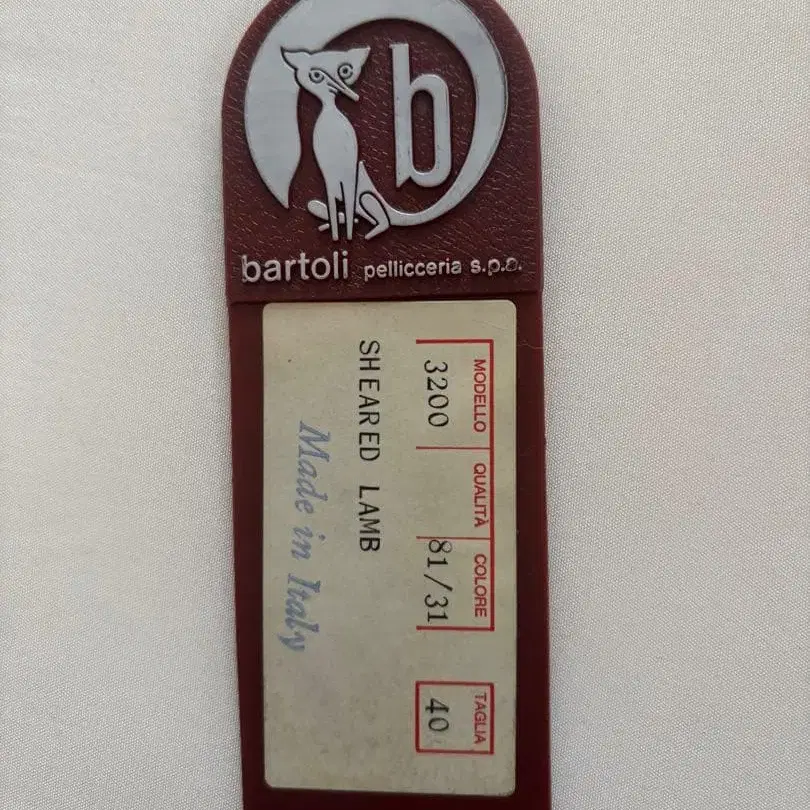 b
bartoli pellicceria s.p.a.
MODELLO QUALITÀ COLORE TAGLIA
3200 81/31 40
SHEARED LAMB
Made in Italy